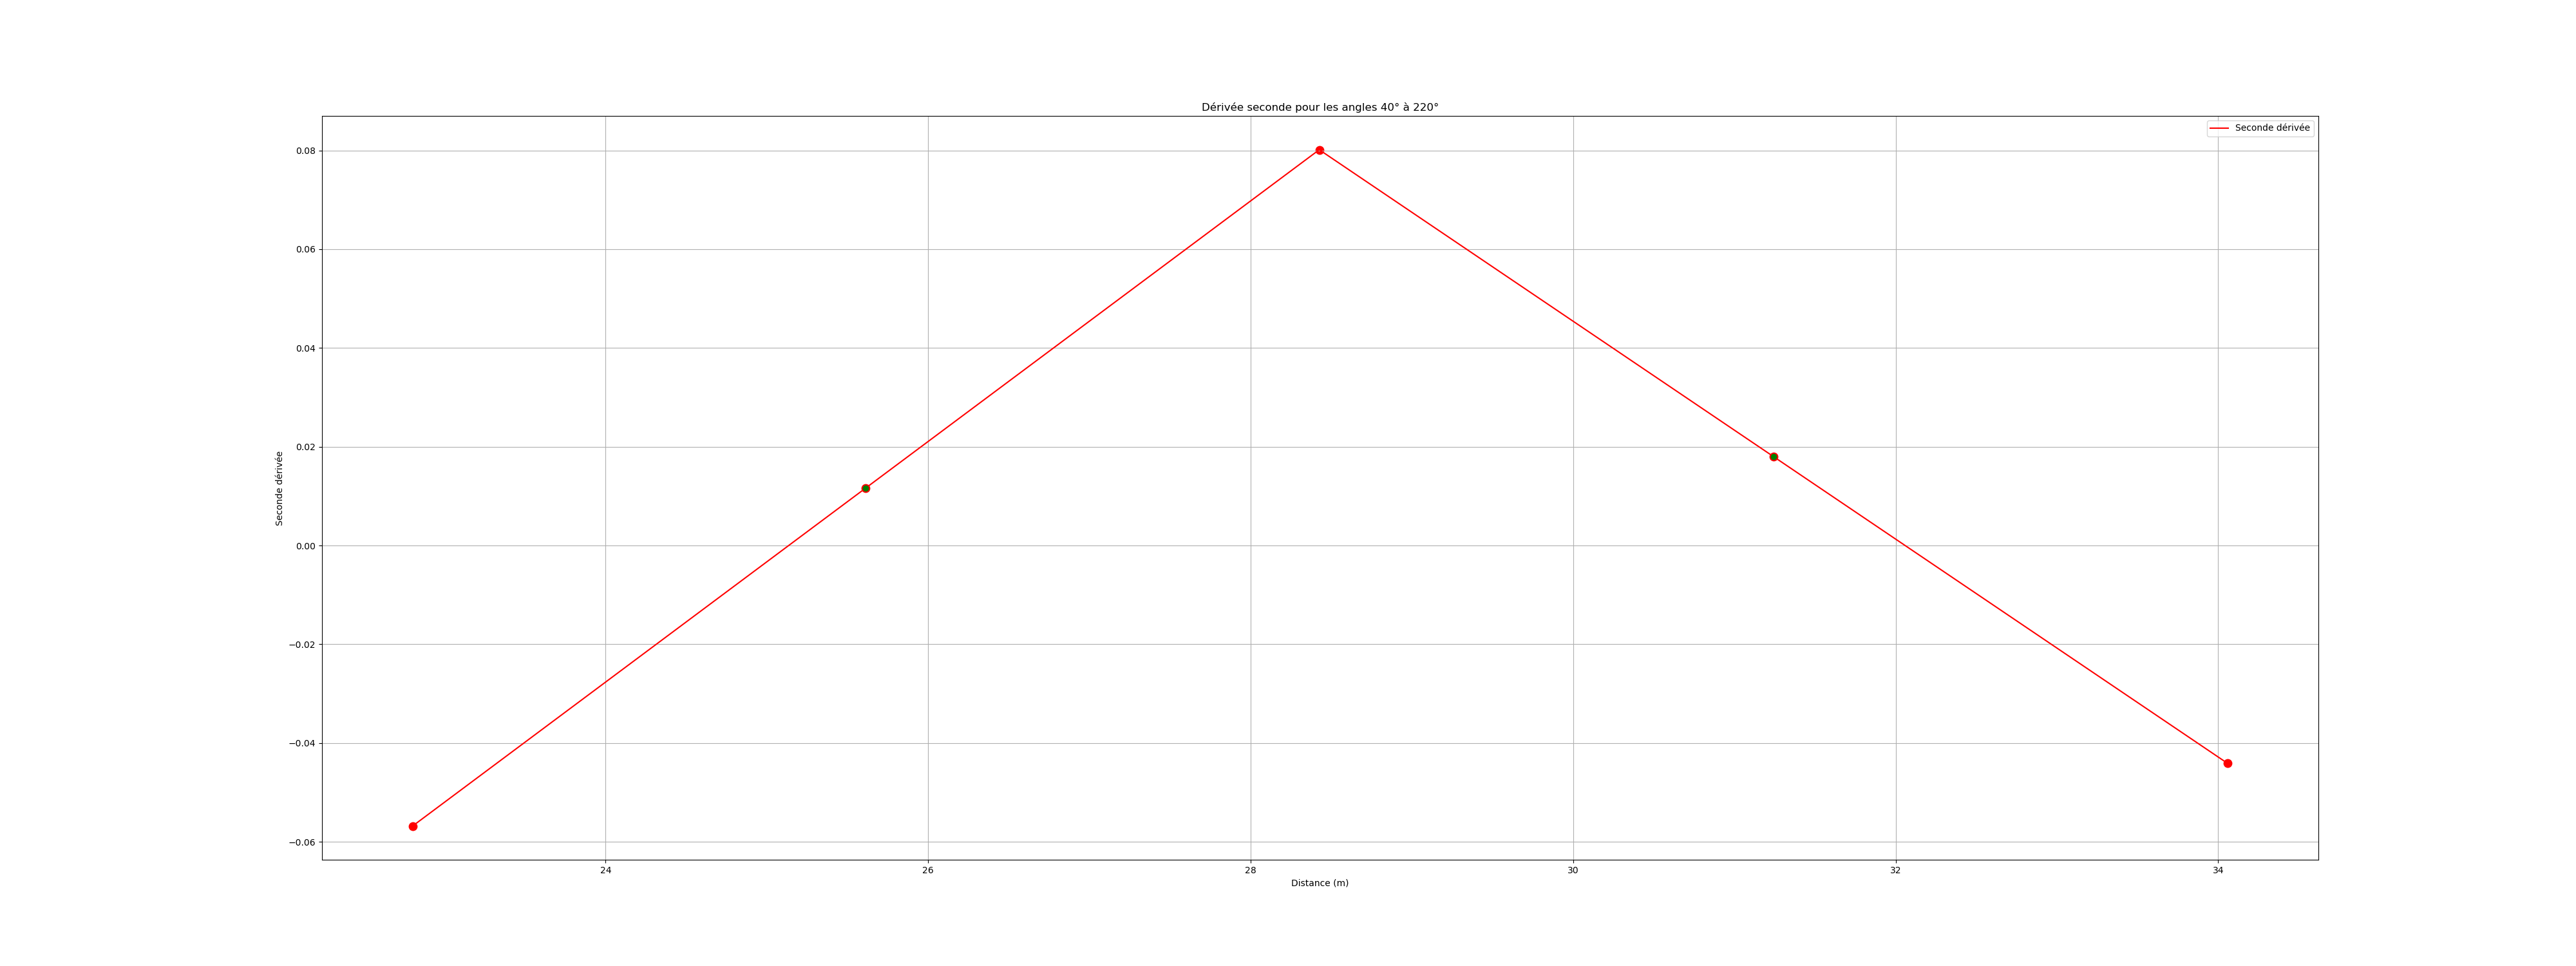 Dérivée seconde pour les angles 40° à 220°
Seconde dérivée
0.08
0.06
0.04
0.02
0.00
−0.02
−0.04
−0.06
Seconde dérivée
24 26 28 30 32 34
Distance (m)